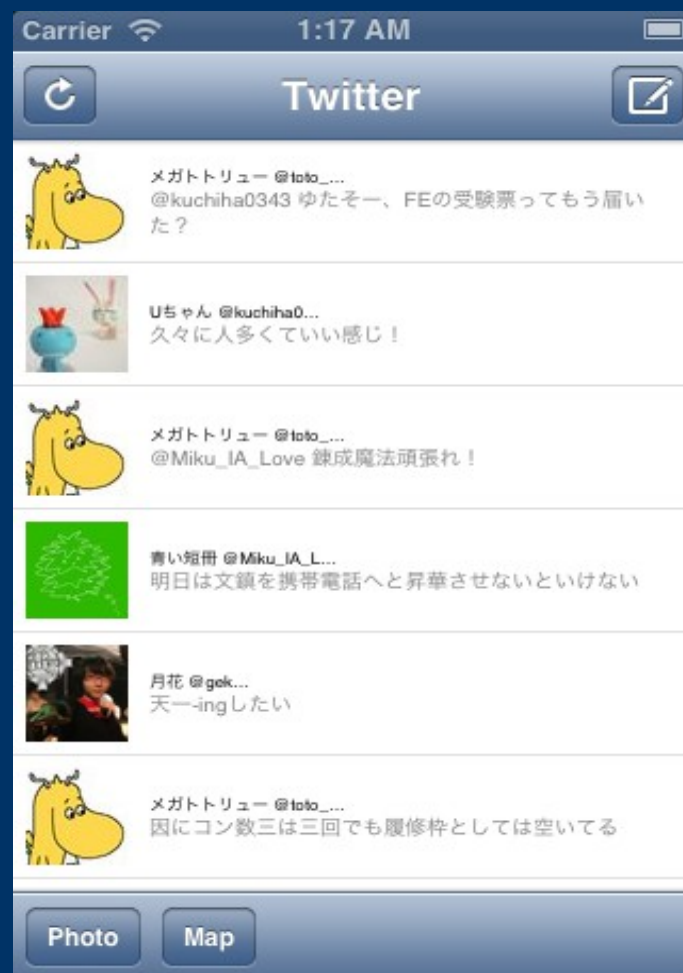 Carrier 1:17 AM
Twitter
メガトトリュー @toto_...
@kuchiha0343 ゆたそー、FEの受験票ってもう届い
た？
Uちゃん @kuchiha0...
久々に人多くていい感じ！
メガトトリュー @toto_...
@Miku_IA_Love 錬成魔法頑張れ！
青い短冊 @Miku_IA_L...
明日は文鎮を携帯電話へと昇華させないといけない
月花 @gek...
天一-ingしたい
メガトトリュー @toto_...
因にコン数三は三回でも履修枠としては空いてる
Photo Map